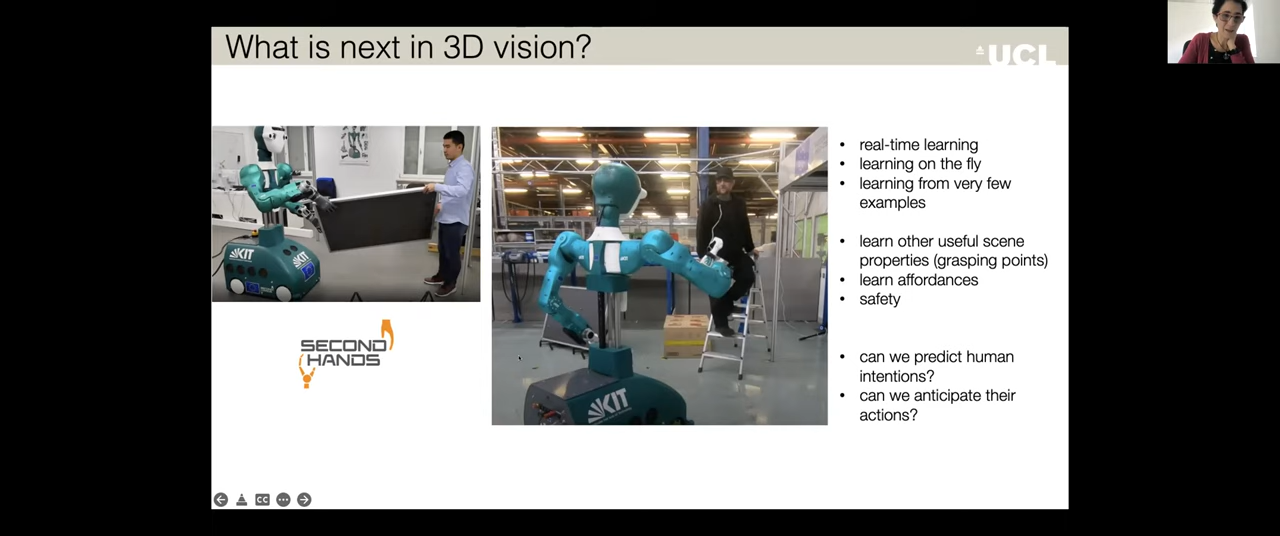 What is next in 3D vision?
UCL
KIT
KIT
SECOND
HANDS
• real-time learning
• learning on the fly
• learning from very few
examples
• learn other useful scene
properties (grasping points)
• learn affordances
• safety
• can we predict human
intentions?
• can we anticipate their
actions?
CC